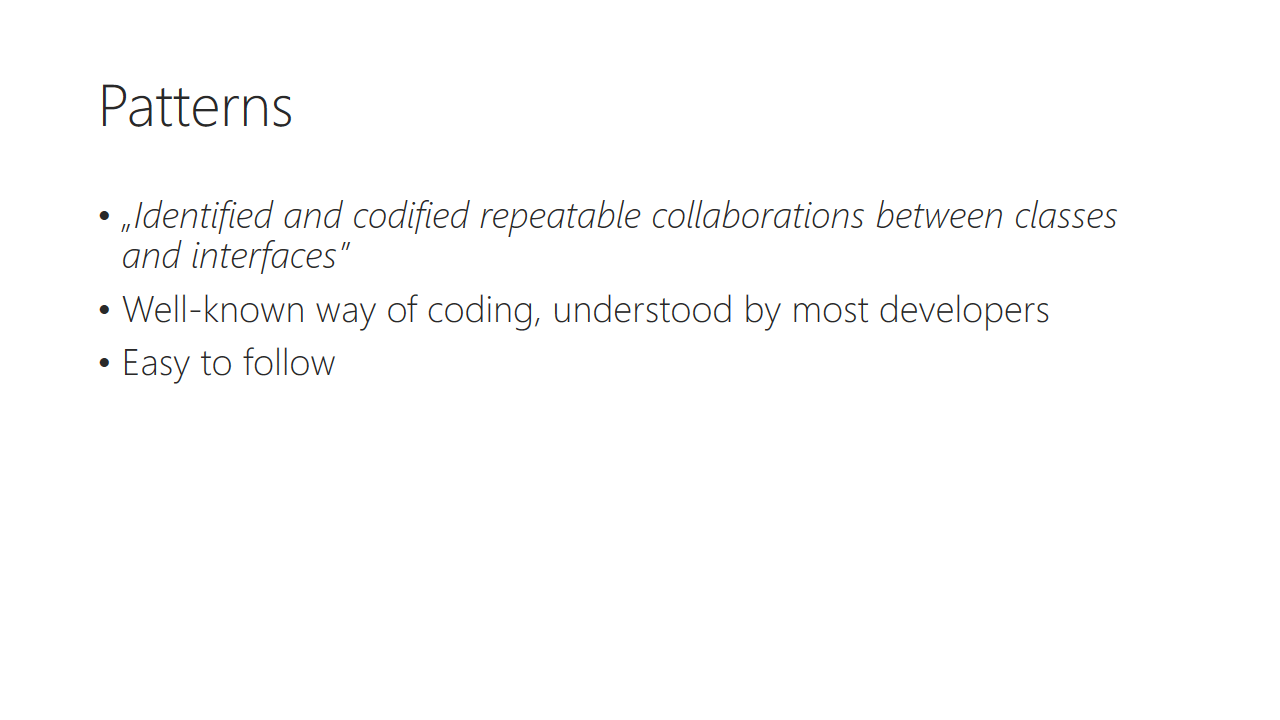 Patterns
• „Identified and codified repeatable collaborations between classes
and interfaces”
• Well-known way of coding, understood by most developers
• Easy to follow